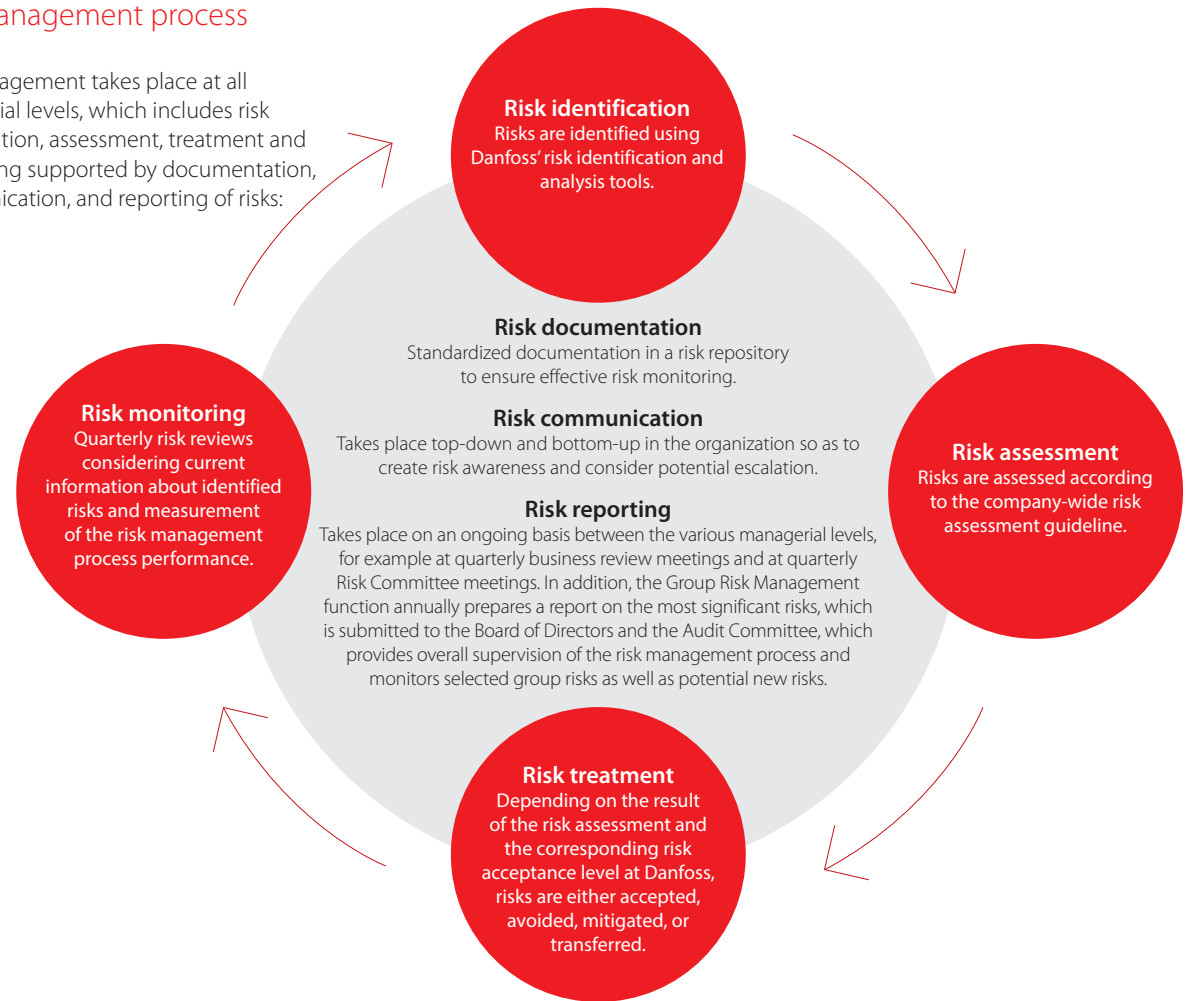 anagement process
agement takes place at all
ial levels, which includes risk
tion, assessment, treatment and
ng supported by documentation,
ication, and reporting of risks:
Risk identification
Risks are identified using
Danfoss’ risk identification and
analysis tools.
Risk documentation
Standardized documentation in a risk repository
to ensure effective risk monitoring.
Risk communication
Takes place top-down and bottom-up in the organization so as to
create risk awareness and consider potential escalation.
Risk reporting
Takes place on an ongoing basis between the various managerial levels,
for example at quarterly business review meetings and at quarterly
Risk Committee meetings. In addition, the Group Risk Management
function annually prepares a report on the most significant risks, which
is submitted to the Board of Directors and the Audit Committee, which
provides overall supervision of the risk management process and
monitors selected group risks as well as potential new risks.
Risk monitoring
Quarterly risk reviews
considering current
information about identified
risks and measurement
of the risk management
process performance.
Risk assessment
Risks are assessed according
to the company-wide risk
assessment guideline.
Risk treatment
Depending on the result
of the risk assessment and
the corresponding risk
acceptance level at Danfoss,
risks are either accepted,
avoided, mitigated, or
transferred.